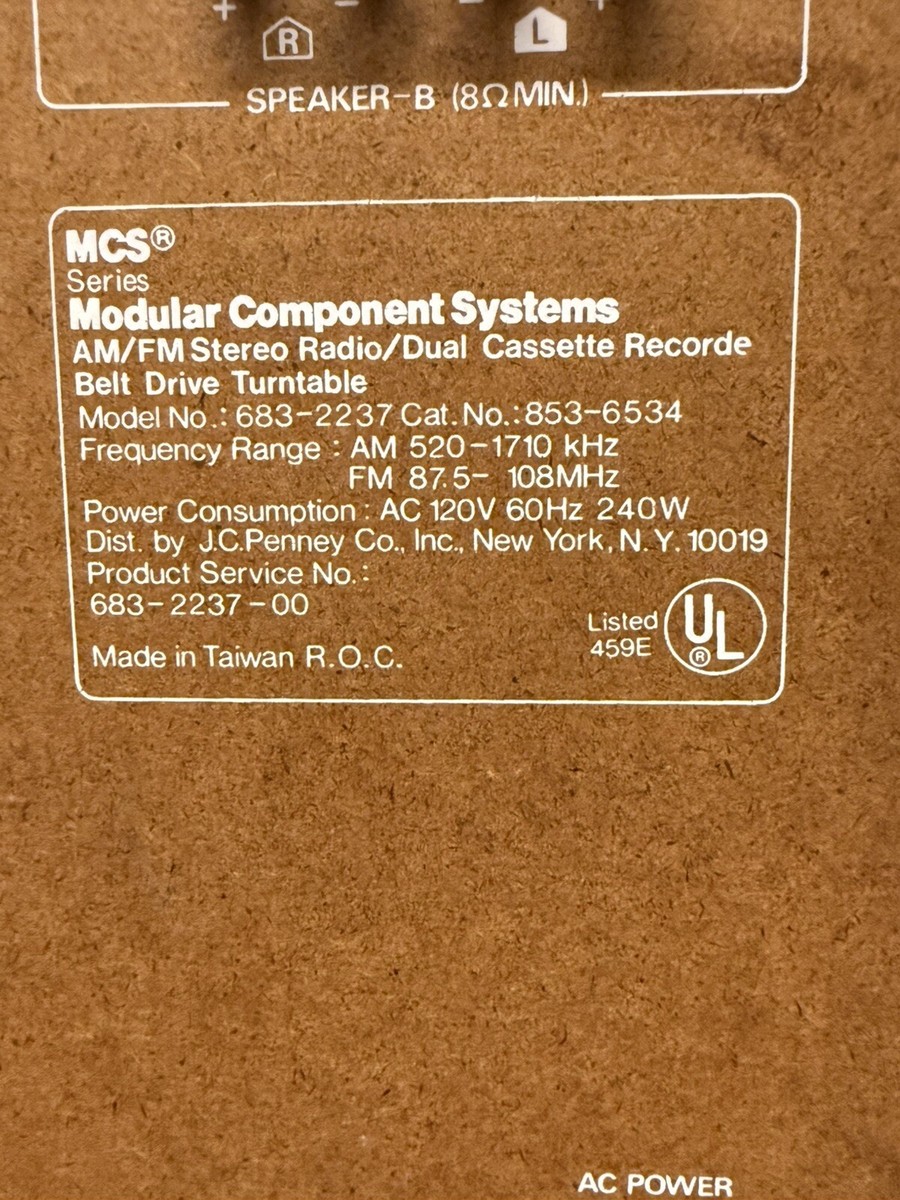 + − − +
R L
SPEAKER-B (8Ω MIN.)
MCS®
Series
Modular Component Systems
AM/FM Stereo Radio/Dual Cassette Recorde
Belt Drive Turntable
Model No.: 683-2237 Cat. No.: 853-6534
Frequency Range : AM 520-1710 kHz
FM 87.5- 108MHz
Power Consumption : AC 120V 60Hz 240W
Dist. by J.C.Penney Co., Inc., New York, N.Y. 10019
Product Service No.:
683-2237-00
Listed
459E
UL®
Made in Taiwan R.O.C.
AC POWER